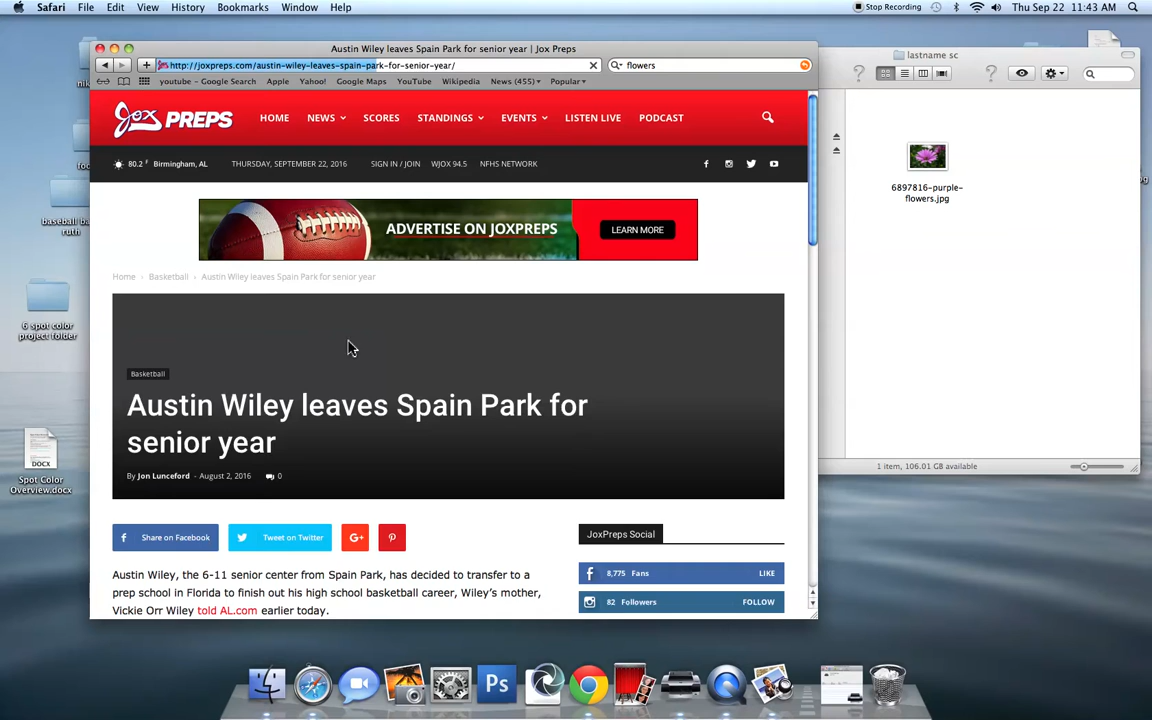 Safari File Edit View History Bookmarks Window Help Stop Recording Thu Sep 22 11:43 AM
Austin Wiley leaves Spain Park for senior year | Jox Preps
http://joxpreps.com/austin-wiley-leaves-spain-park-for-senior-year/ flowers
youtube – Google Search Apple Yahoo! Google Maps YouTube Wikipedia News (455) Popular
Jox PREPS HOME NEWS SCORES STANDINGS EVENTS LISTEN LIVE PODCAST
80.2 F Birmingham, AL THURSDAY, SEPTEMBER 22, 2016 SIGN IN / JOIN WJOX 94.5 NFHS NETWORK
ADVERTISE ON JOXPREPS LEARN MORE
Home › Basketball › Austin Wiley leaves Spain Park for senior year
Basketball
Austin Wiley leaves Spain Park for
senior year
By Jon Lunceford - August 2, 2016 0
Share on Facebook Tweet on Twitter G+
Austin Wiley, the 6-11 senior center from Spain Park, has decided to transfer to a
prep school in Florida to finish out his high school basketball career, Wiley's mother,
Vickie Orr Wiley told AL.com earlier today.
JoxPreps Social
8,775 Fans LIKE
82 Followers FOLLOW
lastname sc
6897816-purple-
flowers.jpg
1 item, 106.01 GB available
baseball ba
ruth
6 spot color
project folder
DOCX
Spot Color
Overview.docx
Ps